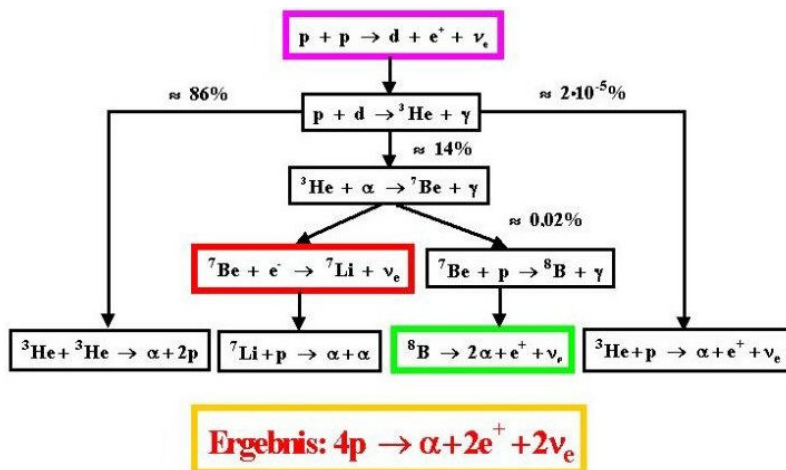 p + p → d + e⁺ + νₑ
≈ 86%
≈ 2•10⁻⁵%
p + d → ³He + γ
≈ 14%
³He + α → ⁷Be + γ
≈ 0,02%
⁷Be + e⁻ → ⁷Li + νₑ
⁷Be + p → ⁸B + γ
³He + ³He → α + 2p
⁷Li + p → α + α
⁸B → 2α + e⁺ + νₑ
³He + p → α + e⁺ + νₑ
Ergebnis: 4p → α + 2e⁺ + 2νₑ